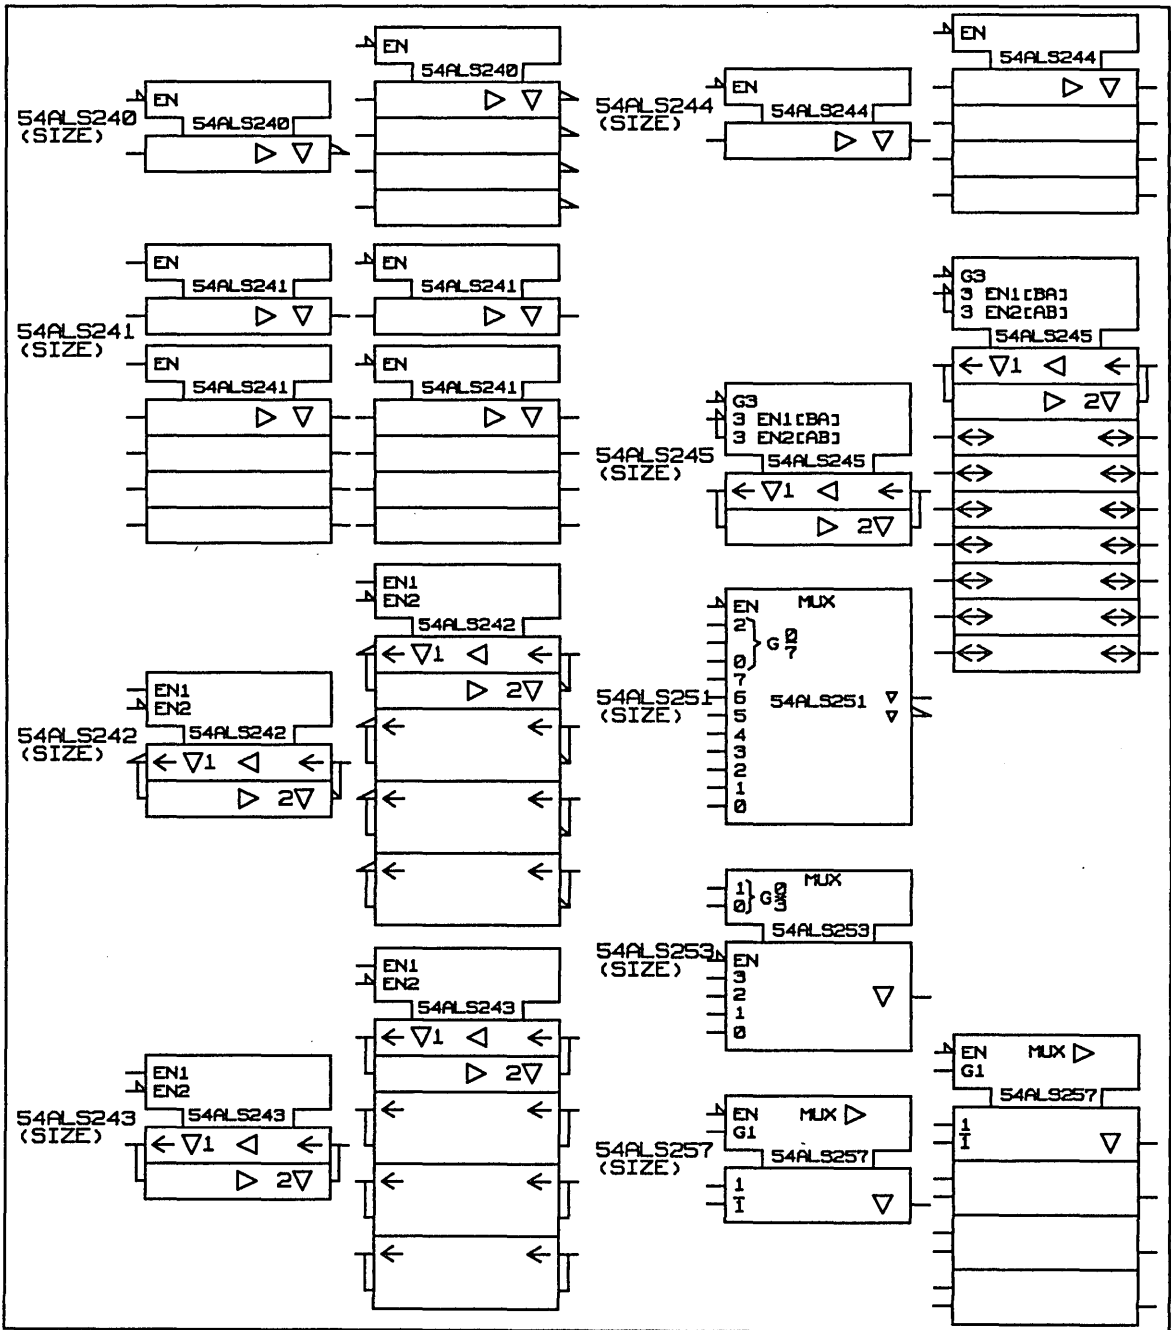 54ALS240
(SIZE)
EN
54ALS240
EN
54ALS240
54ALS241
(SIZE)
EN
54ALS241
EN
54ALS241
EN
54ALS241
EN
54ALS241
54ALS242
(SIZE)
EN1
EN2
54ALS242
1
2
EN1
EN2
54ALS242
1
2
54ALS243
(SIZE)
EN1
EN2
54ALS243
1
2
EN1
EN2
54ALS243
1
2
54ALS244
(SIZE)
EN
54ALS244
EN
54ALS244
54ALS245
(SIZE)
G3
3 EN1[BA]
3 EN2[AB]
54ALS245
1
2
G3
3 EN1[BA]
3 EN2[AB]
54ALS245
1
2
54ALS251
(SIZE)
EN MUX
2
0
G 0
7
7
6
5
4
3
2
1
0
54ALS251
54ALS253
(SIZE)
MUX
1
0
G 0
3
54ALS253
EN
3
2
1
0
54ALS257
(SIZE)
EN MUX
G1
54ALS257
1
1
EN MUX
G1
54ALS257
1
1